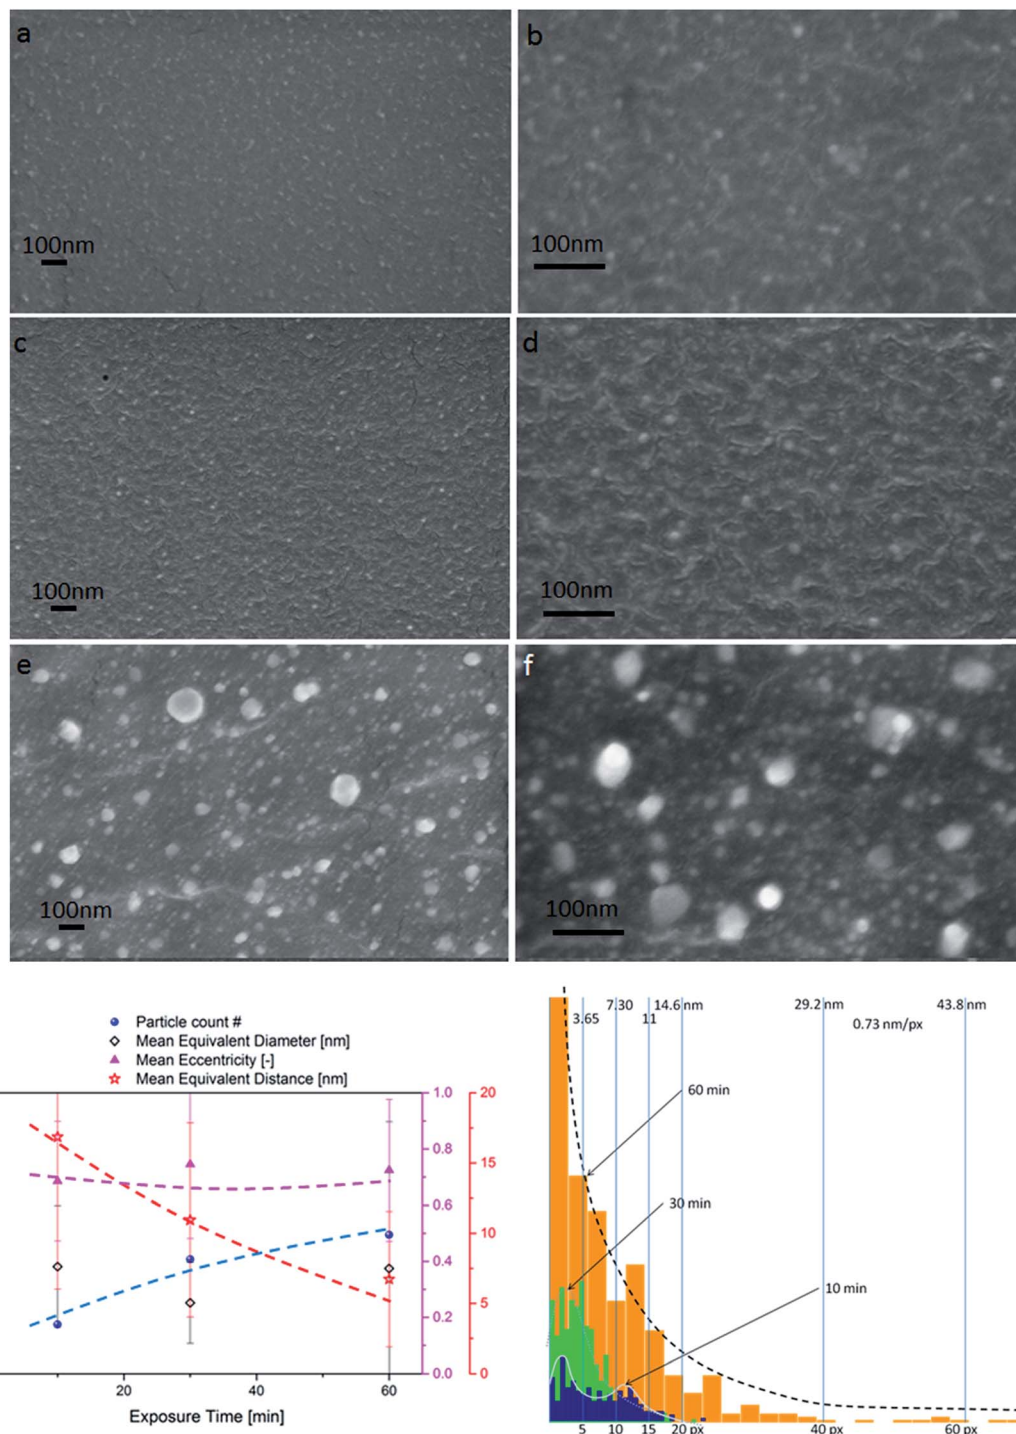 a
b
100nm
100nm
c
d
100nm
100nm
e
f
100nm
100nm
Particle count #
Mean Equivalent Diameter [nm]
Mean Eccentricity [-]
Mean Equivalent Distance [nm]
1.0
20
0.8
15
0.6
10
0.4
5
0.2
0.0
0
20
40
60
Exposure Time [min]
7.30
14.6 nm
29.2 nm
43.8 nm
3.65
11
0.73 nm/px
60 min
30 min
10 min
5
10
15
20 px
40 px
60 px